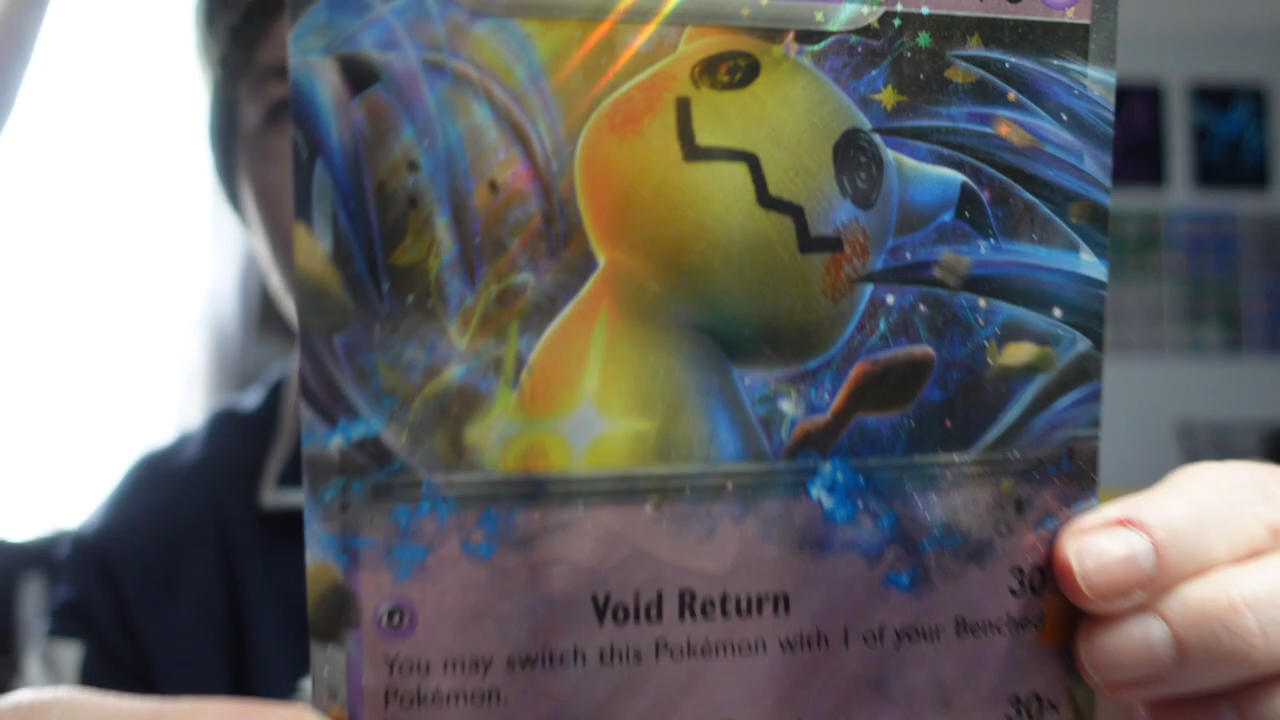 Void Return 30
You may switch this Pokémon with 1 of your Benched
Pokémon.
30×